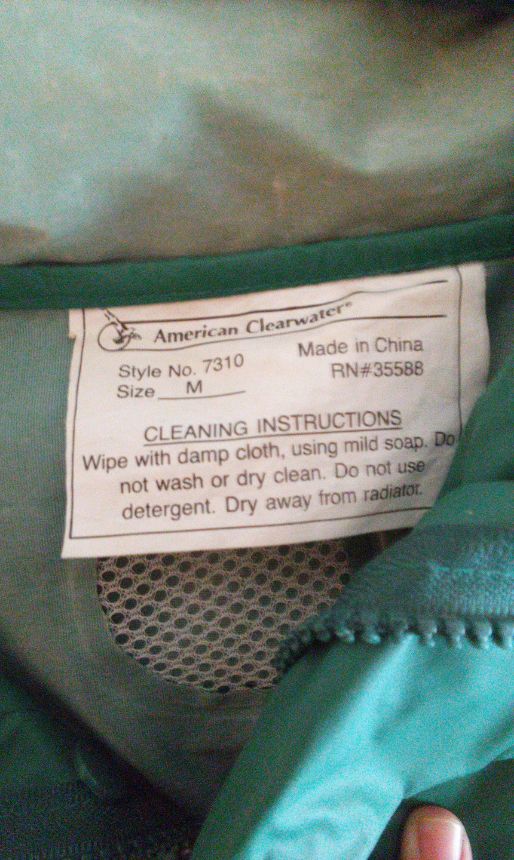 American Clearwater®
Style No. 7310
Size M
Made in China
RN#35588
CLEANING INSTRUCTIONS
Wipe with damp cloth, using mild soap. Do
not wash or dry clean. Do not use
detergent. Dry away from radiator.